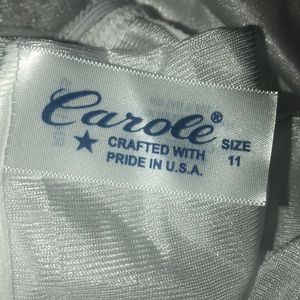 Carole®
★ CRAFTED WITH
PRIDE IN U.S.A.
SIZE
11